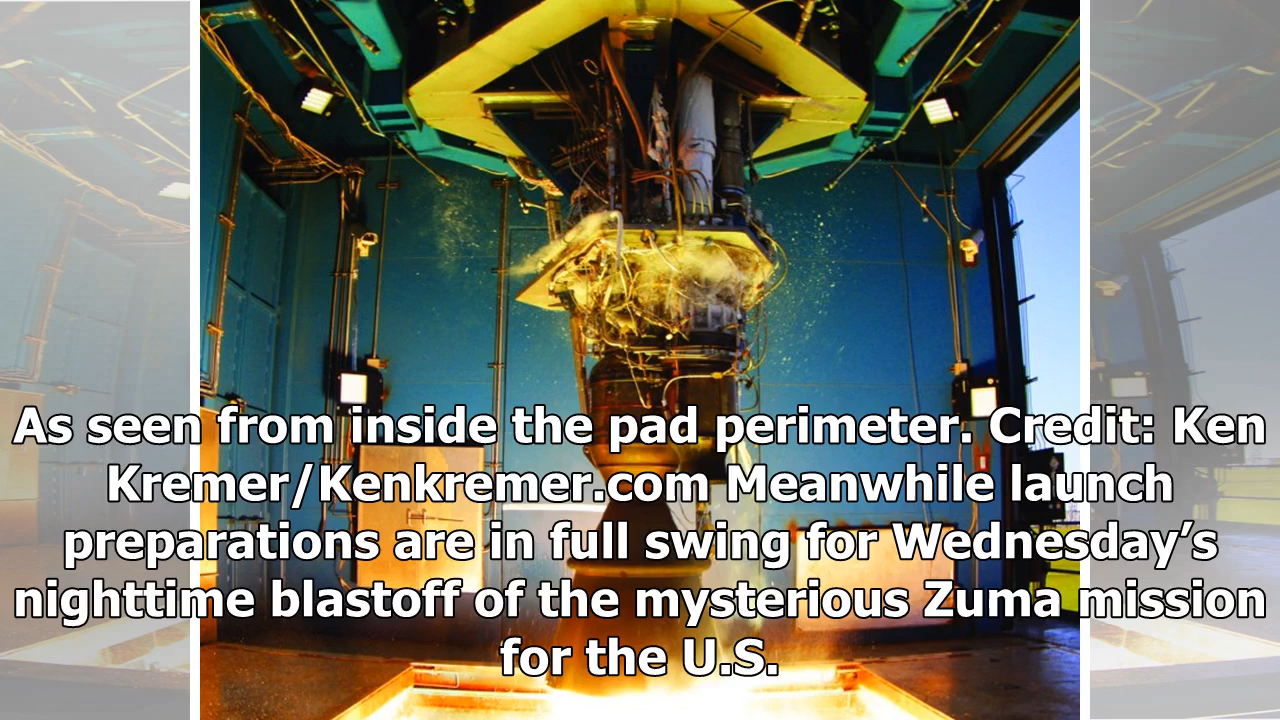 As seen from inside the pad perimeter. Credit: Ken
Kremer/Kenkremer.com Meanwhile launch
preparations are in full swing for Wednesday’s
nighttime blastoff of the mysterious Zuma mission
for the U.S.